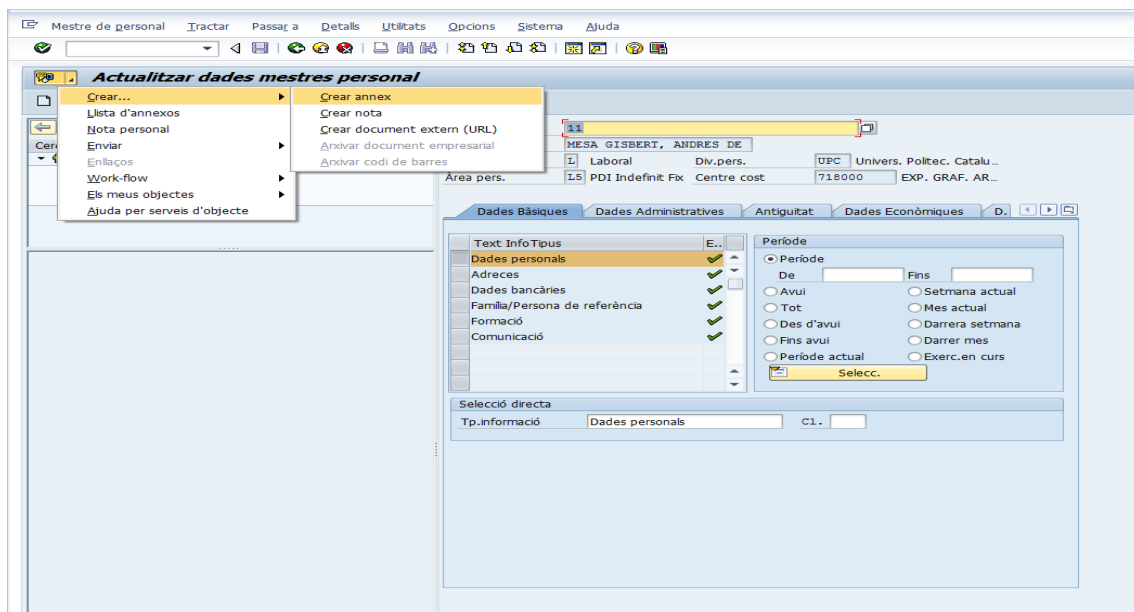 Mestre de personal Tractar Passar a Detalls Utilitats Opcions Sistema Ajuda
Actualitzar dades mestres personal
Crear... Crear annex
Llista d'annexos Crear nota
Nota personal Crear document extern (URL)
Enviar Arxivar document empresarial
Enllaços Arxivar codi de barres
Work-flow
Els meus objectes
Ajuda per serveis d'objecte
11
MESA GISBERT, ANDRES DE
L Laboral Div.pers. UPC Univers. Politec. Catalu...
Àrea pers. L5 PDI Indefinit Fix Centre cost 718000 EXP. GRAF. AR...
Dades Bàsiques Dades Administratives Antiguitat Dades Econòmiques D.
Text InfoTipus E..
Dades personals
Adreces
Dades bancàries
Família/Persona de referència
Formació
Comunicació
Període
Període
De Fins
Avui Setmana actual
Tot Mes actual
Des d'avui Darrera setmana
Fins avui Darrer mes
Període actual Exerc.en curs
Selecc.
Selecció directa
Tp.informació Dades personals Cl.